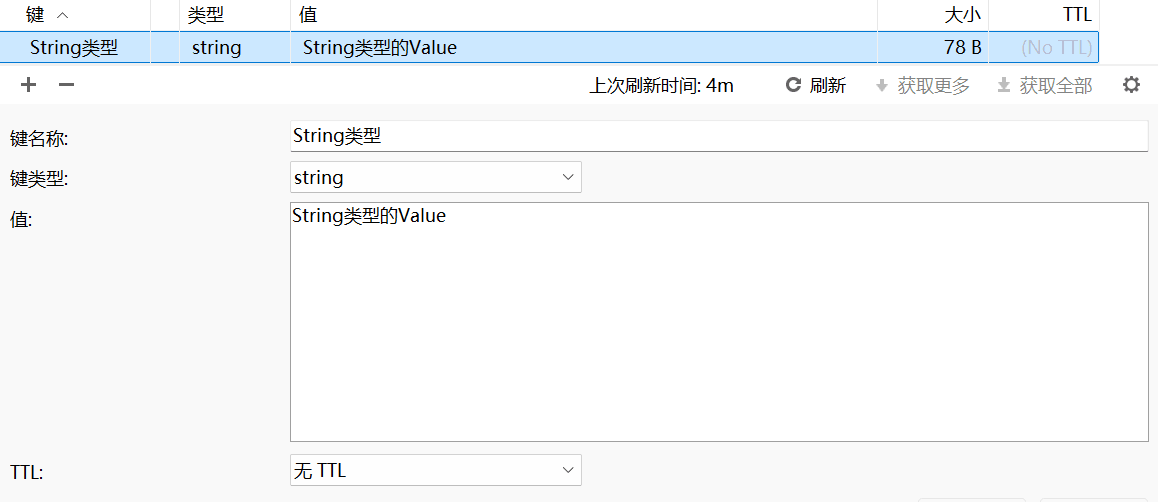 键 类型 值 大小 TTL
String类型 string String类型的Value 78 B (No TTL)
上次刷新时间: 4m 刷新 获取更多 获取全部
键名称: String类型
键类型: string
值: String类型的Value
TTL: 无 TTL